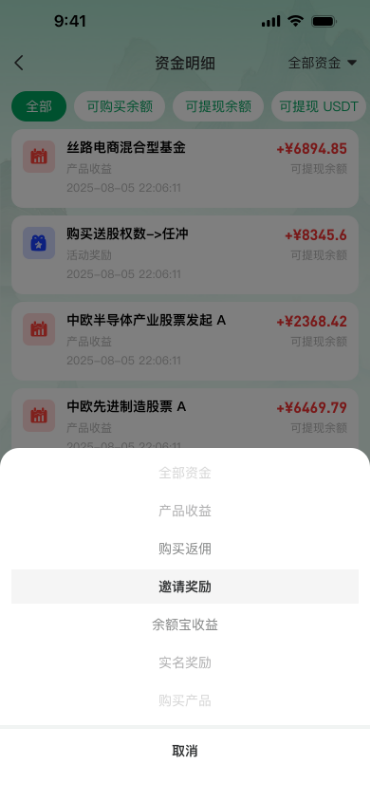 9:41
资金明细
全部资金
全部
可购买余额
可提现余额
可提现 USDT
丝路电商混合型基金
+¥6894.85
产品收益
可提现余额
2025-08-05 22:06:11
购买送股权数->任冲
+¥8345.6
活动奖励
可提现余额
2025-08-05 22:06:11
中欧半导体产业股票发起 A
+¥2368.42
产品收益
可提现余额
2025-08-05 22:06:11
中欧先进制造股票 A
+¥6469.79
产品收益
可提现余额
2025-08-05 22:06:11
全部资金
产品收益
购买返佣
邀请奖励
余额宝收益
实名奖励
购买产品
取消